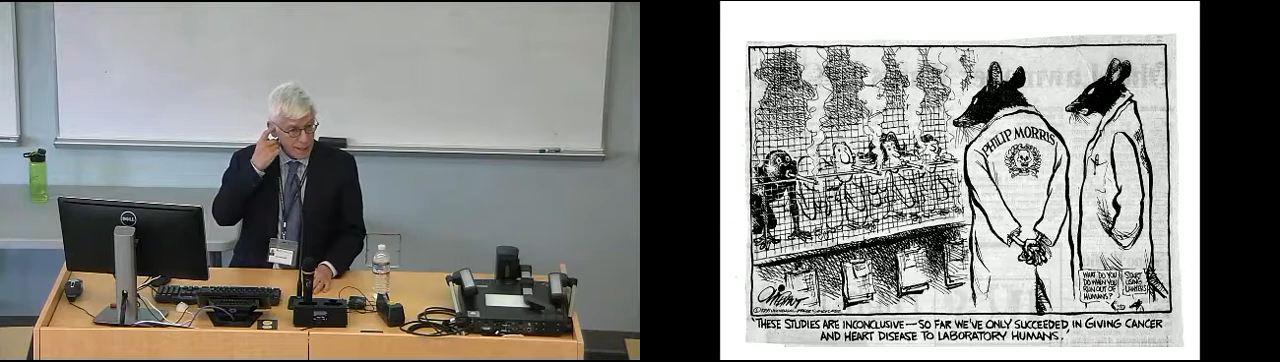 DELL
PHILIP MORRIS
WHAT DO YOU
DO WHEN YOU
RUN OUT OF
HUMANS?
START
USING
LAWYERS
"THESE STUDIES ARE INCONCLUSIVE—SO FAR WE'VE ONLY SUCCEEDED IN GIVING CANCER
AND HEART DISEASE TO LABORATORY HUMANS."